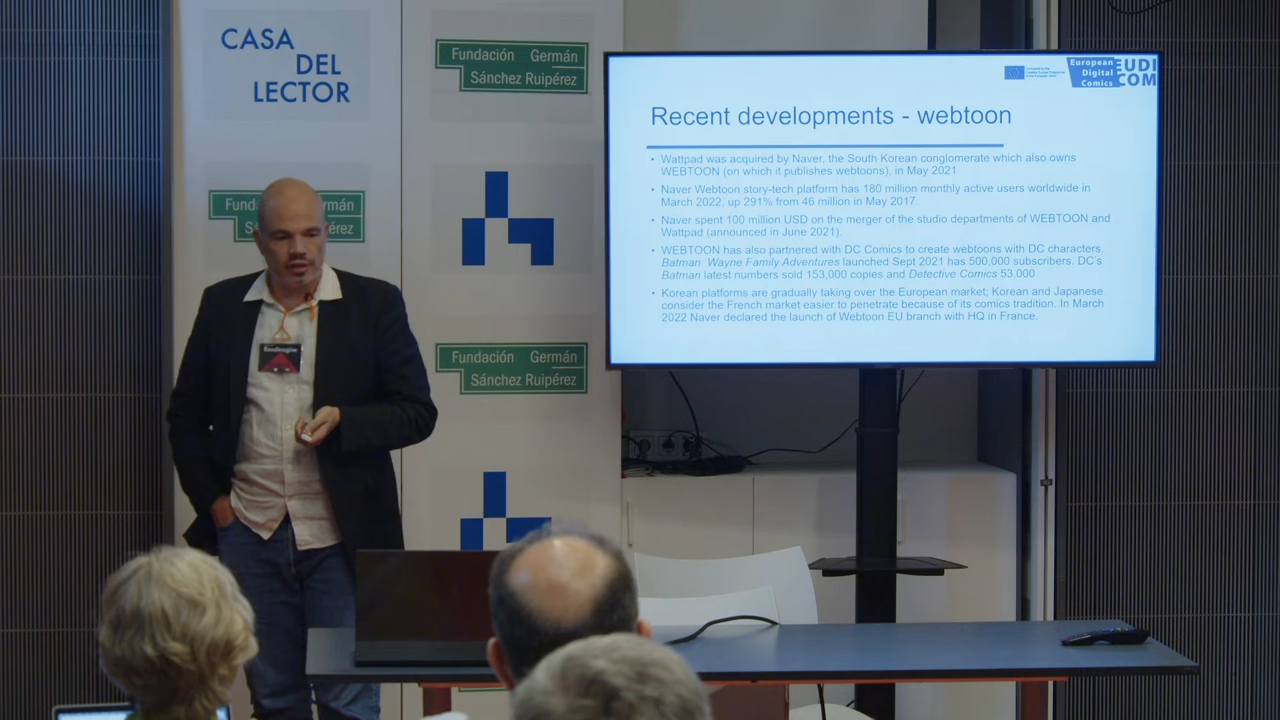 CASA
DEL
LECTOR
Fundación Germán
Sánchez Ruipérez
Fundación Germán
Sánchez Ruipérez
Readmagine
European
Digital
Comics
EUDI
COM
Recent developments - webtoon
• Wattpad was acquired by Naver, the South Korean conglomerate which also owns
WEBTOON (on which it publishes webtoons), in May 2021
• Naver Webtoon story-tech platform has 180 million monthly active users worldwide in
March 2022, up 291% from 46 million in May 2017.
• Naver spent 100 million USD on the merger of the studio departments of WEBTOON and
Wattpad (announced in June 2021).
• WEBTOON has also partnered with DC Comics to create webtoons with DC characters.
Batman: Wayne Family Adventures launched Sept 2021 has 500,000 subscribers. DC's
Batman latest numbers sold 153,000 copies and Detective Comics 53,000
• Korean platforms are gradually taking over the European market; Korean and Japanese
consider the French market easier to penetrate because of its comics tradition. In March
2022 Naver declared the launch of Webtoon EU branch with HQ in France.